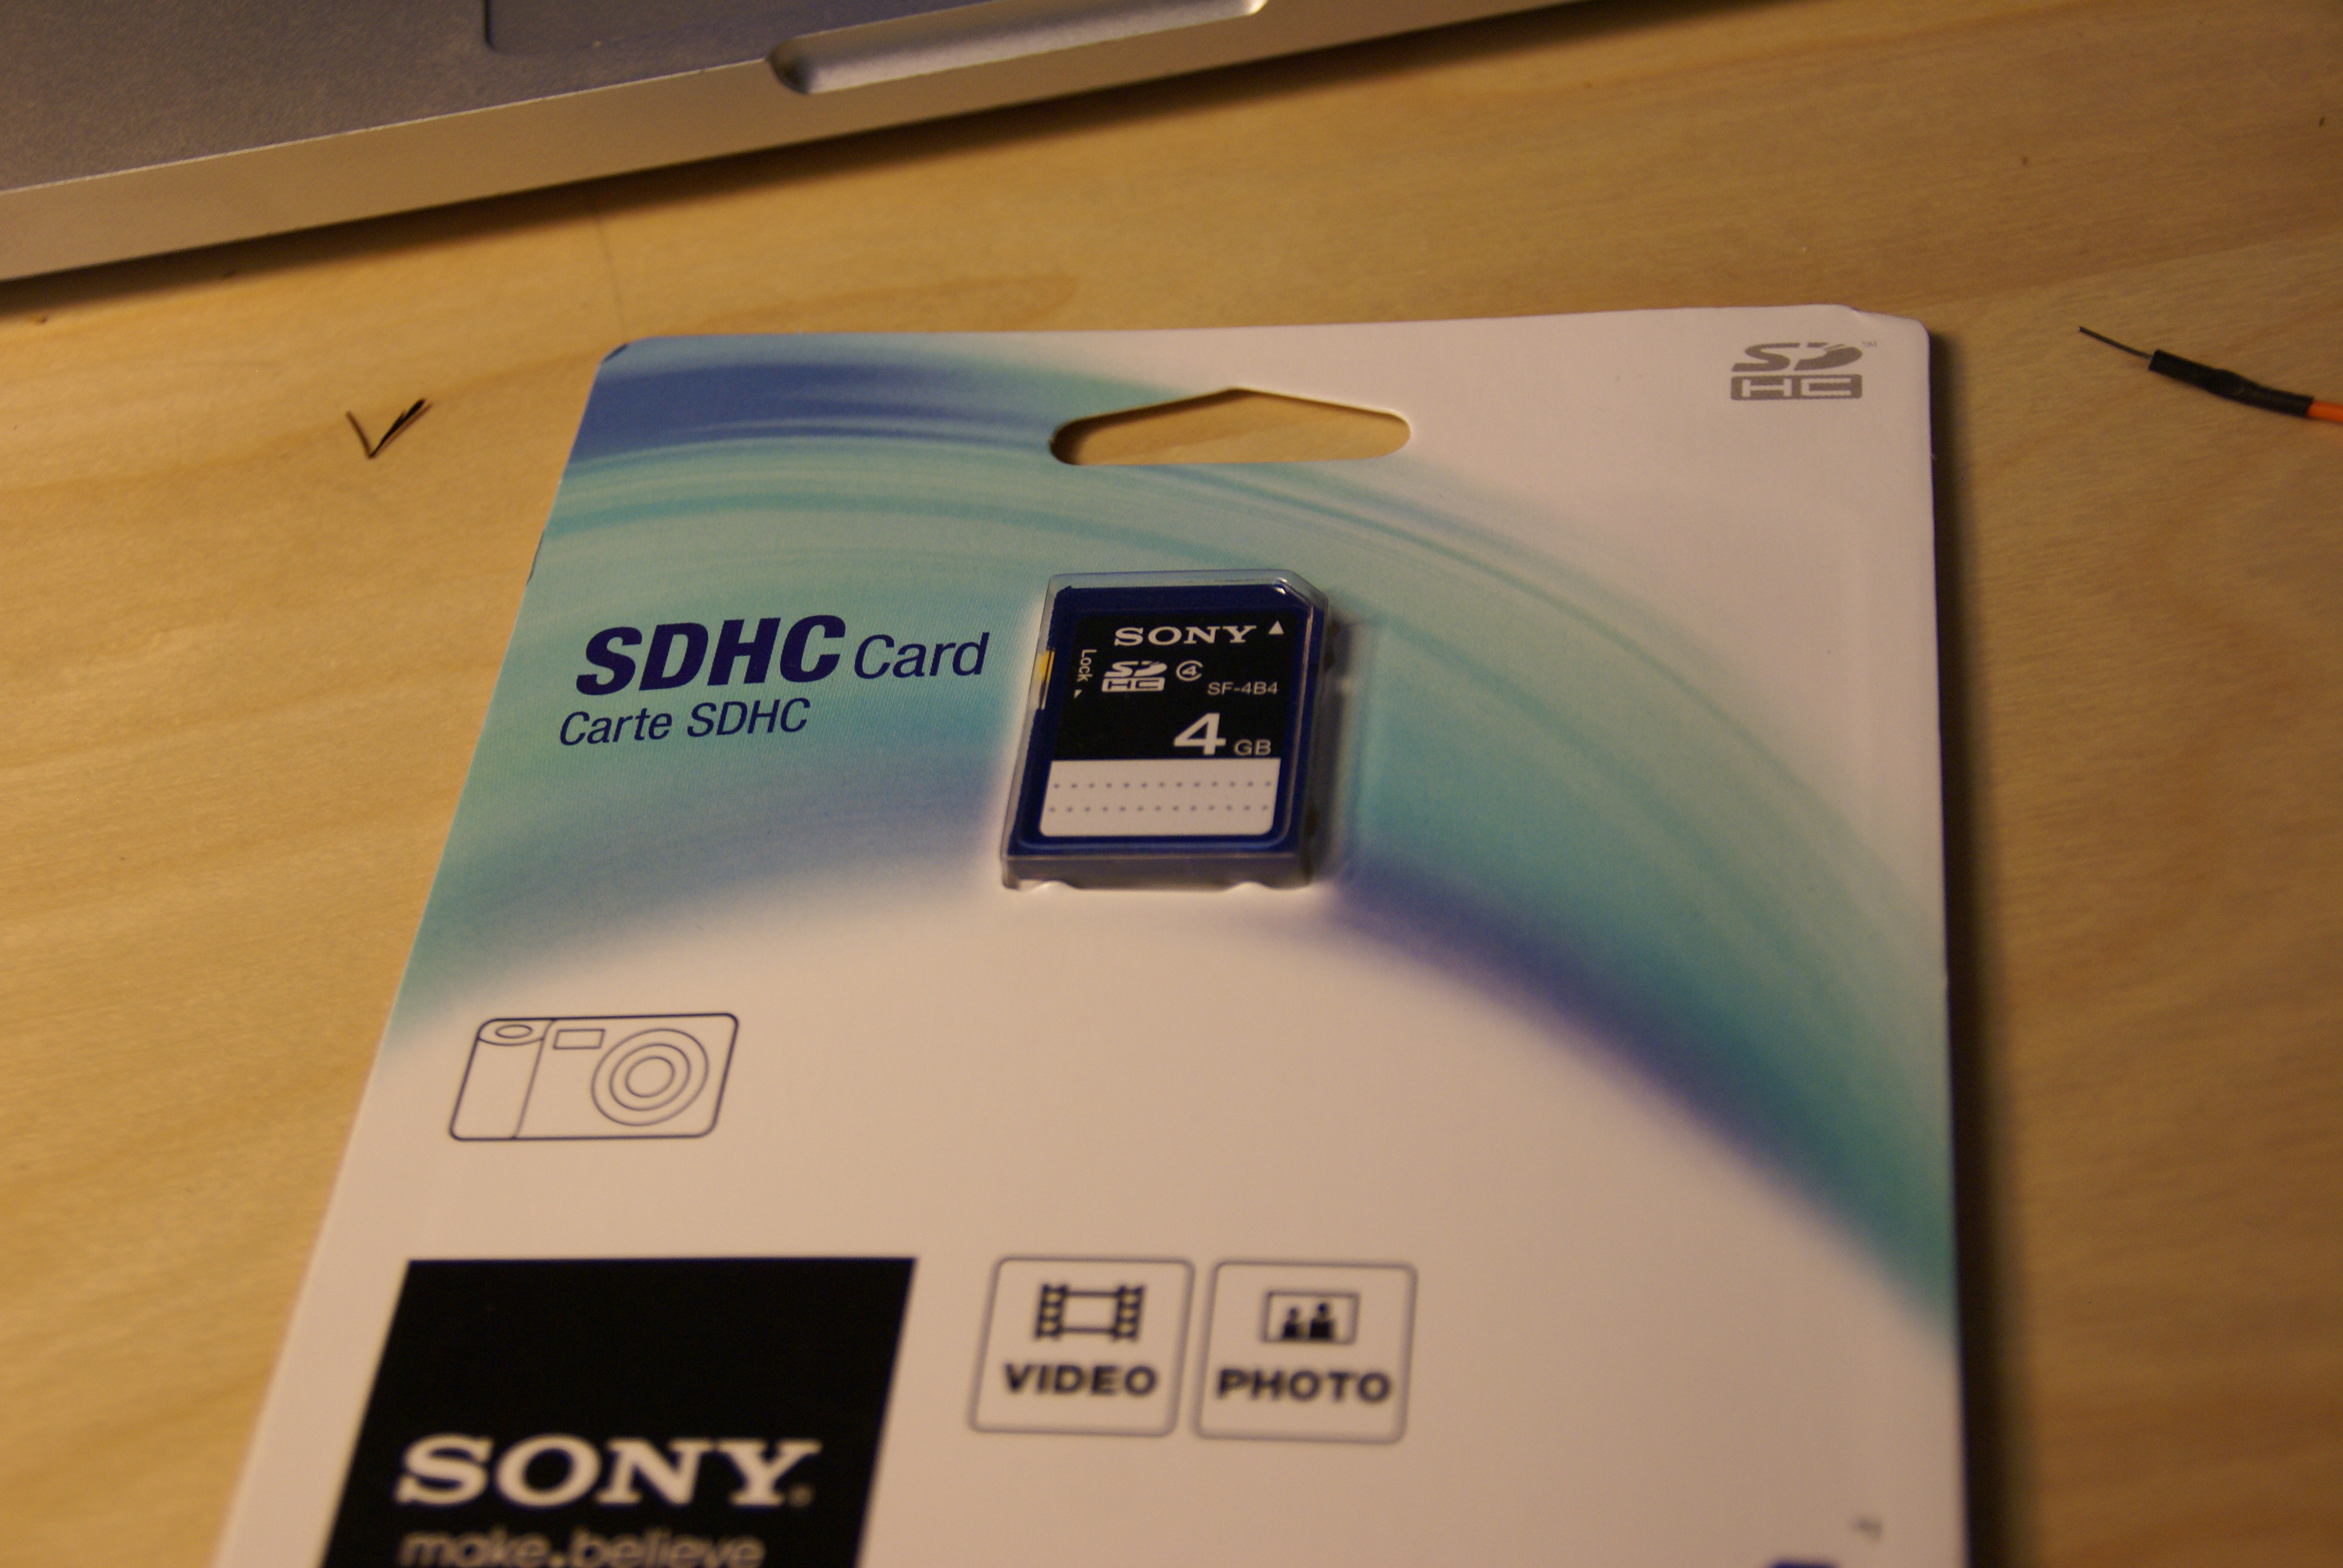 SD™
HC
SDHC Card
Carte SDHC
SONY
Lock
SD
HC
4
SF-4B4
4 GB
VIDEO
PHOTO
SONY®
make.believe